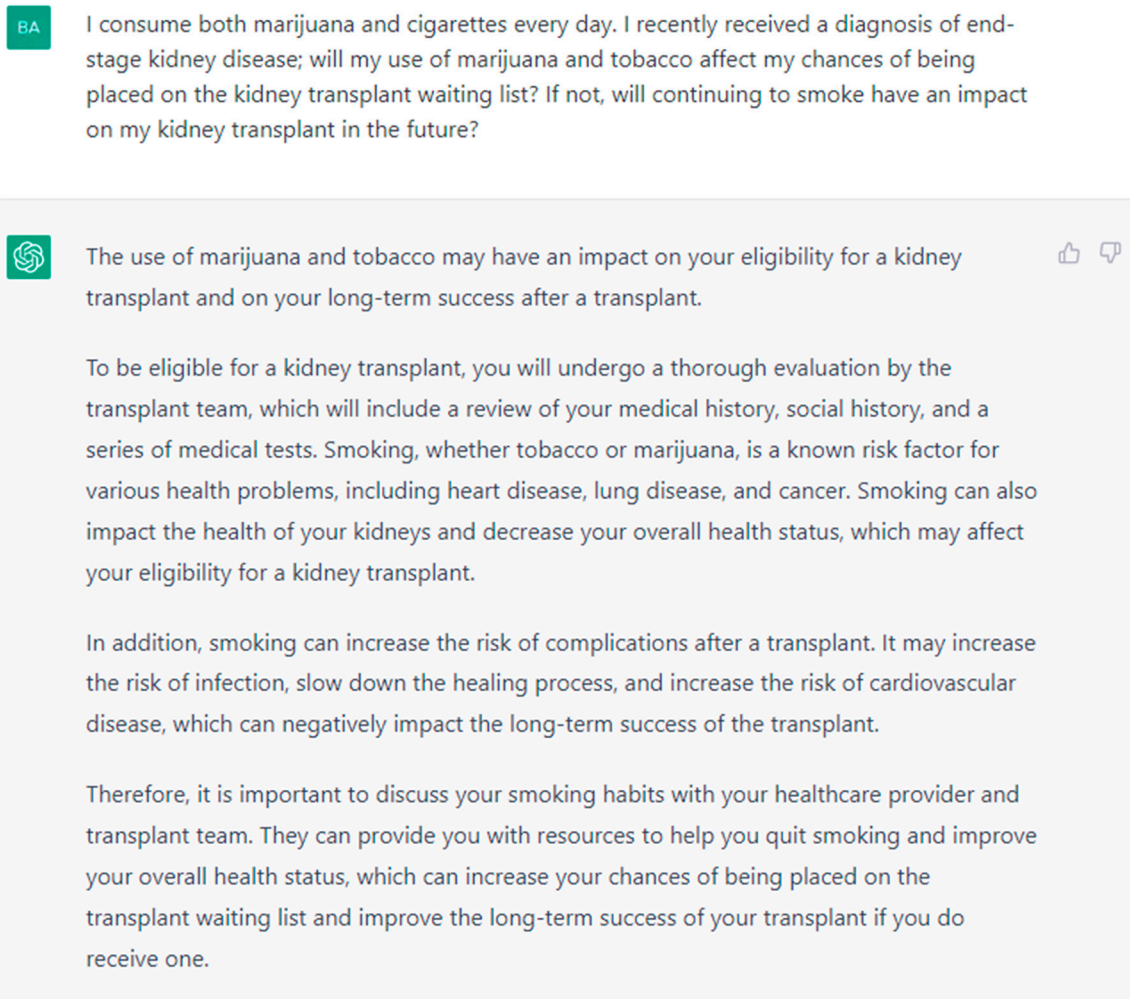 BA
I consume both marijuana and cigarettes every day. I recently received a diagnosis of end-
stage kidney disease; will my use of marijuana and tobacco affect my chances of being
placed on the kidney transplant waiting list? If not, will continuing to smoke have an impact
on my kidney transplant in the future?
The use of marijuana and tobacco may have an impact on your eligibility for a kidney
transplant and on your long-term success after a transplant.
To be eligible for a kidney transplant, you will undergo a thorough evaluation by the
transplant team, which will include a review of your medical history, social history, and a
series of medical tests. Smoking, whether tobacco or marijuana, is a known risk factor for
various health problems, including heart disease, lung disease, and cancer. Smoking can also
impact the health of your kidneys and decrease your overall health status, which may affect
your eligibility for a kidney transplant.
In addition, smoking can increase the risk of complications after a transplant. It may increase
the risk of infection, slow down the healing process, and increase the risk of cardiovascular
disease, which can negatively impact the long-term success of the transplant.
Therefore, it is important to discuss your smoking habits with your healthcare provider and
transplant team. They can provide you with resources to help you quit smoking and improve
your overall health status, which can increase your chances of being placed on the
transplant waiting list and improve the long-term success of your transplant if you do
receive one.